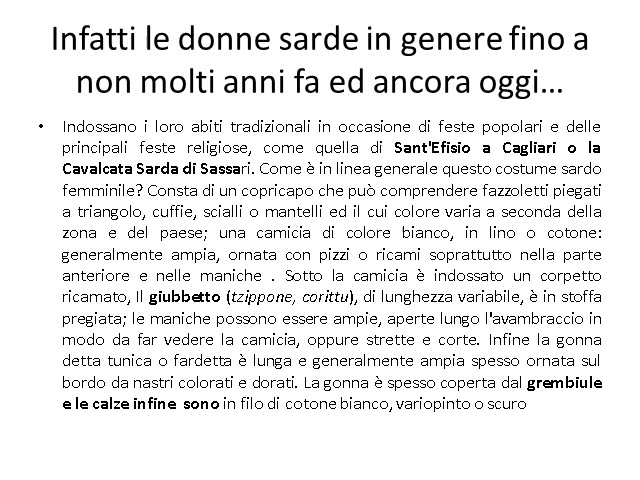 Infatti le donne sarde in genere fino a
non molti anni fa ed ancora oggi…
• Indossano i loro abiti tradizionali in occasione di feste popolari e delle
principali feste religiose, come quella di Sant'Efisio a Cagliari o la
Cavalcata Sarda di Sassari. Come è in linea generale questo costume sardo
femminile? Consta di un copricapo che può comprendere fazzoletti piegati
a triangolo, cuffie, scialli o mantelli ed il cui colore varia a seconda della
zona e del paese; una camicia di colore bianco, in lino o cotone:
generalmente ampia, ornata con pizzi o ricami soprattutto nella parte
anteriore e nelle maniche . Sotto la camicia è indossato un corpetto
ricamato, Il giubbetto (tzippone, corittu), di lunghezza variabile, è in stoffa
pregiata; le maniche possono essere ampie, aperte lungo l'avambraccio in
modo da far vedere la camicia, oppure strette e corte. Infine la gonna
detta tunica o fardetta è lunga e generalmente ampia spesso ornata sul
bordo da nastri colorati e dorati. La gonna è spesso coperta dal grembiule
e le calze infine sono in filo di cotone bianco, variopinto o scuro